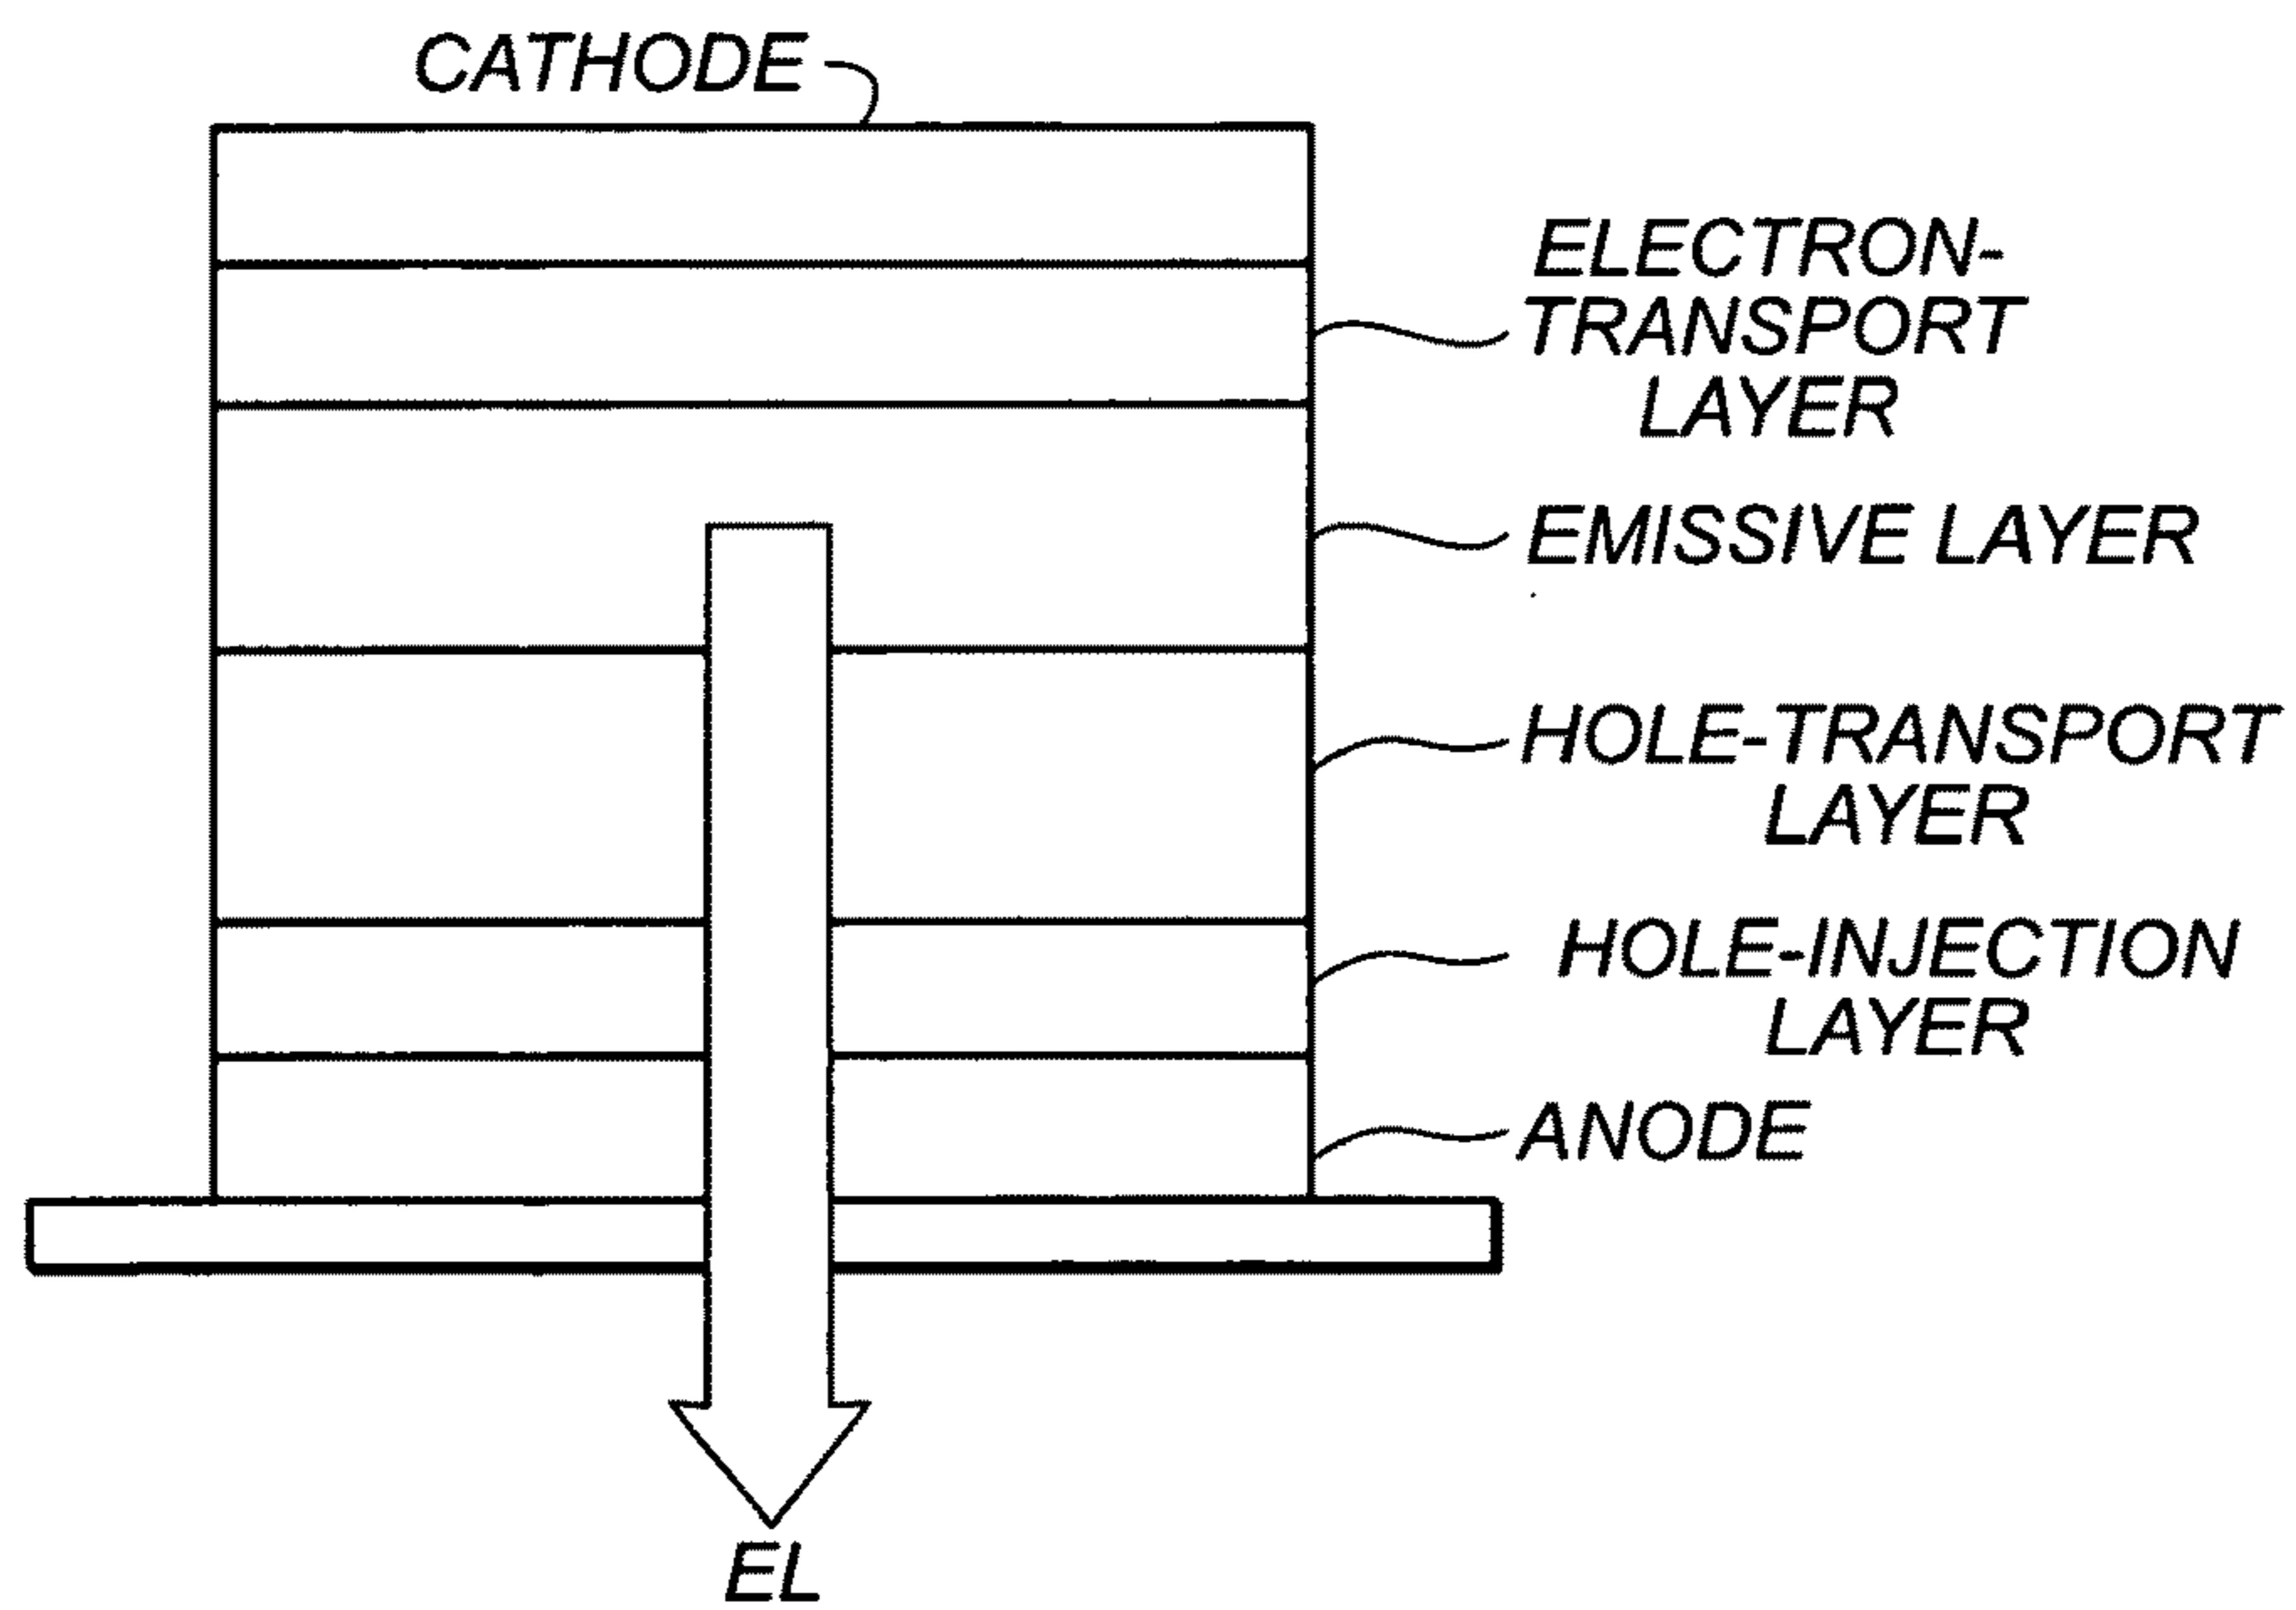 CATHODE
ELECTRON-
TRANSPORT
LAYER
EMISSIVE LAYER
HOLE-TRANSPORT
LAYER
HOLE-INJECTION
LAYER
ANODE
EL